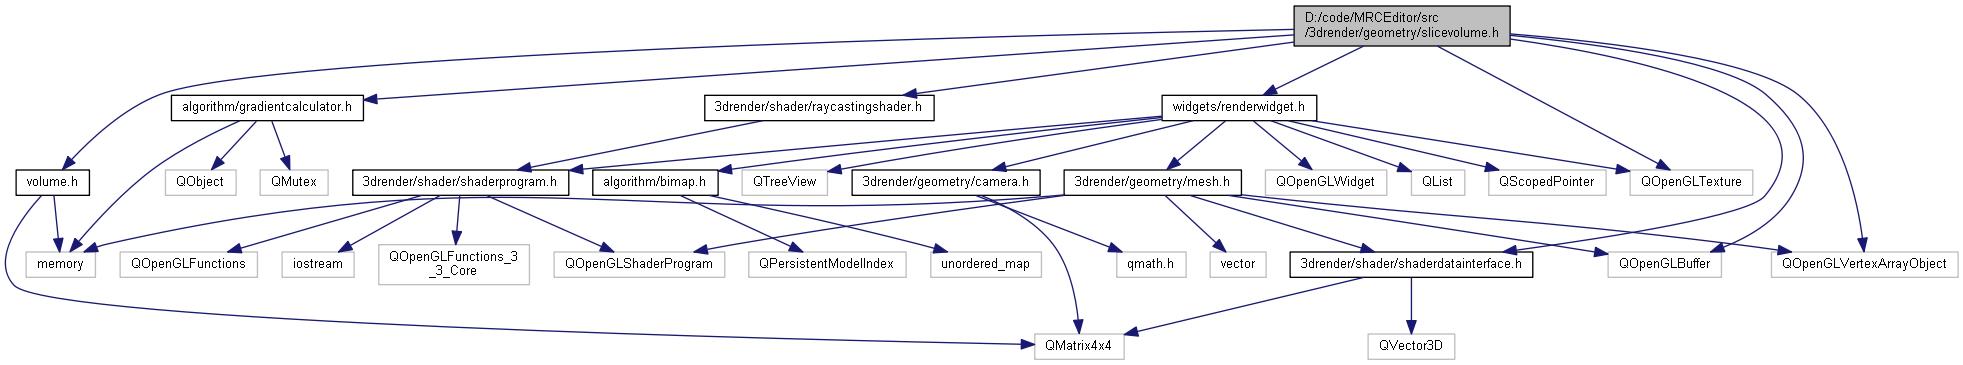 D:/code/MRCEditor/src
/3drender/geometry/slicevolume.h
algorithm/gradientcalculator.h
3drender/shader/raycastingshader.h
widgets/renderwidget.h
volume.h
QObject
QMutex
3drender/shader/shaderprogram.h
algorithm/bimap.h
QTreeView
3drender/geometry/camera.h
3drender/geometry/mesh.h
QOpenGLWidget
QList
QScopedPointer
QOpenGLTexture
memory
QOpenGLFunctions
iostream
QOpenGLFunctions_3
_3_Core
QOpenGLShaderProgram
QPersistentModelIndex
unordered_map
qmath.h
vector
3drender/shader/shaderdatainterface.h
QOpenGLBuffer
QOpenGLVertexArrayObject
QMatrix4x4
QVector3D